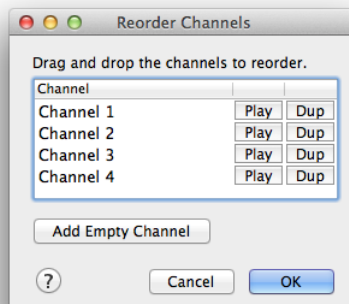 Reorder Channels
Drag and drop the channels to reorder.
Channel
Channel 1 Play Dup
Channel 2 Play Dup
Channel 3 Play Dup
Channel 4 Play Dup
Add Empty Channel
? Cancel OK